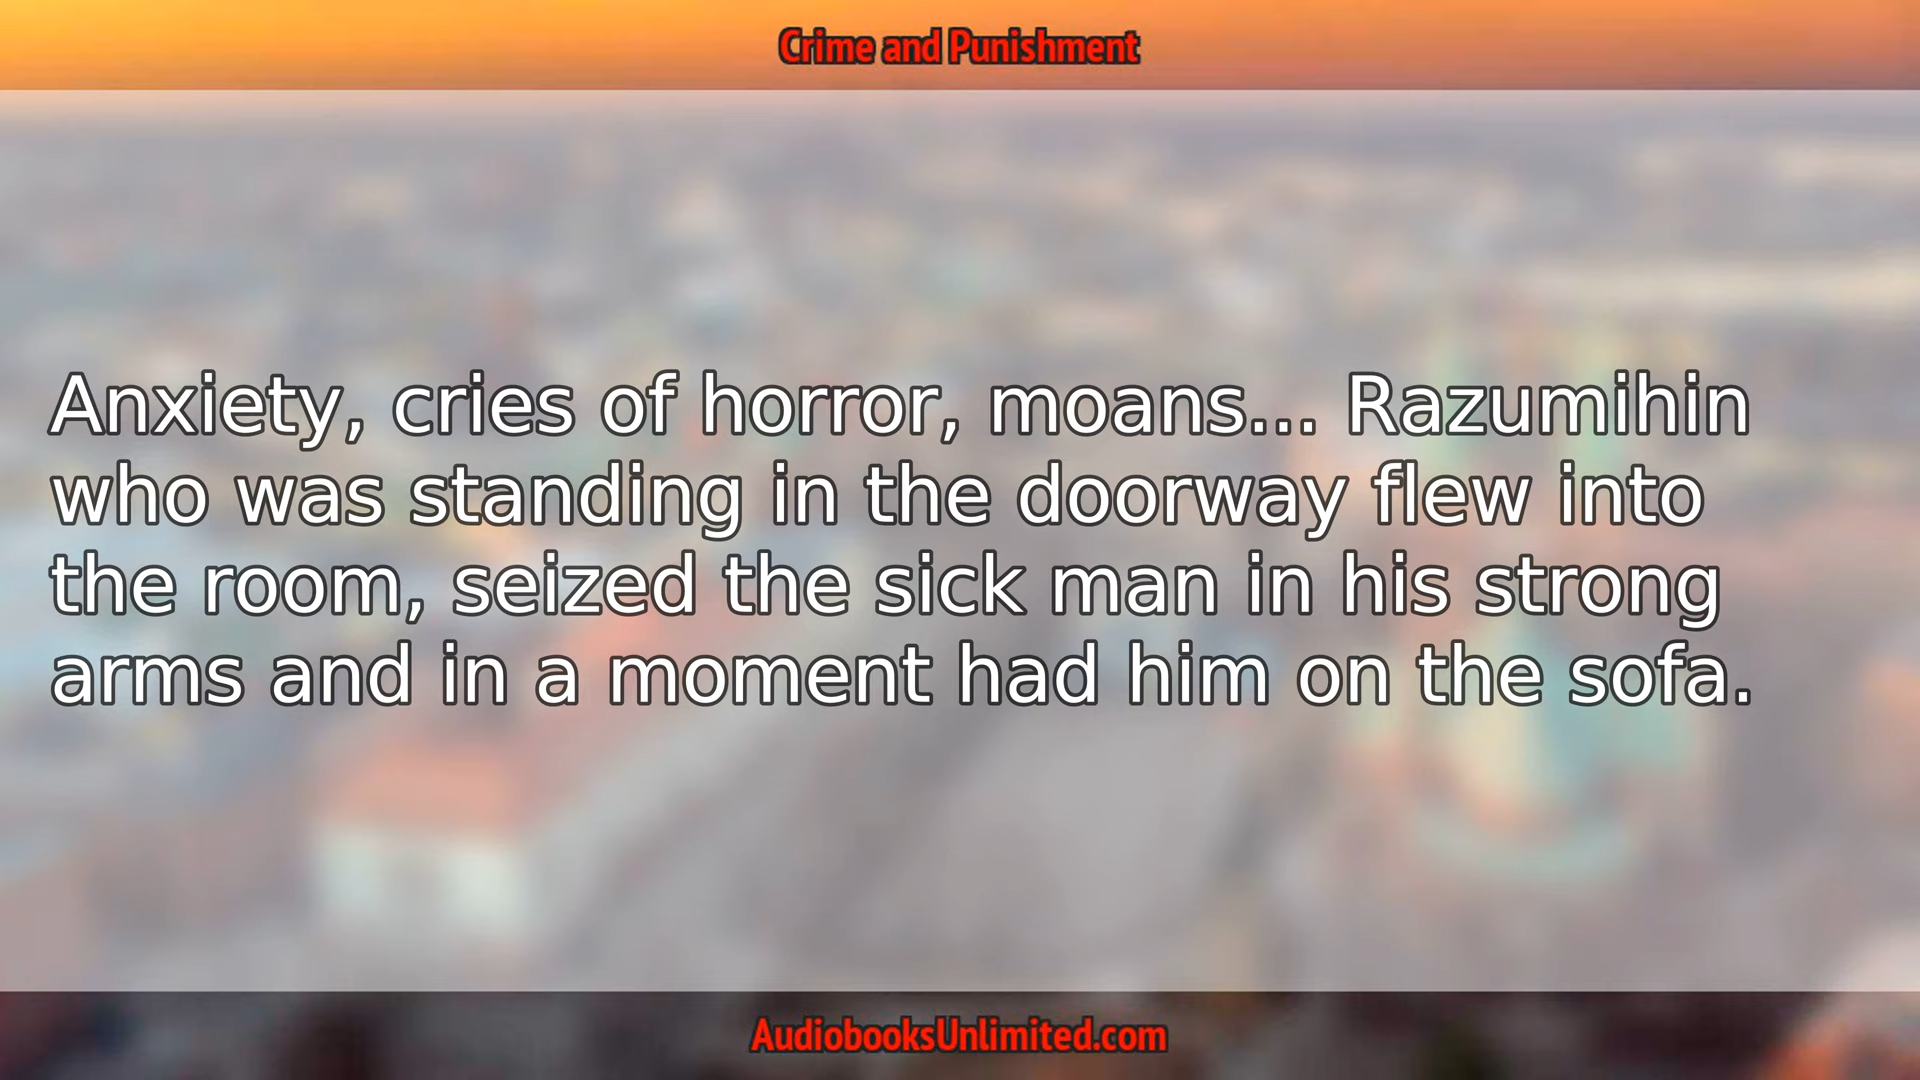 Crime and Punishment
Anxiety, cries of horror, moans... Razumihin
who was standing in the doorway flew into
the room, seized the sick man in his strong
arms and in a moment had him on the sofa.
AudiobooksUnlimited.com